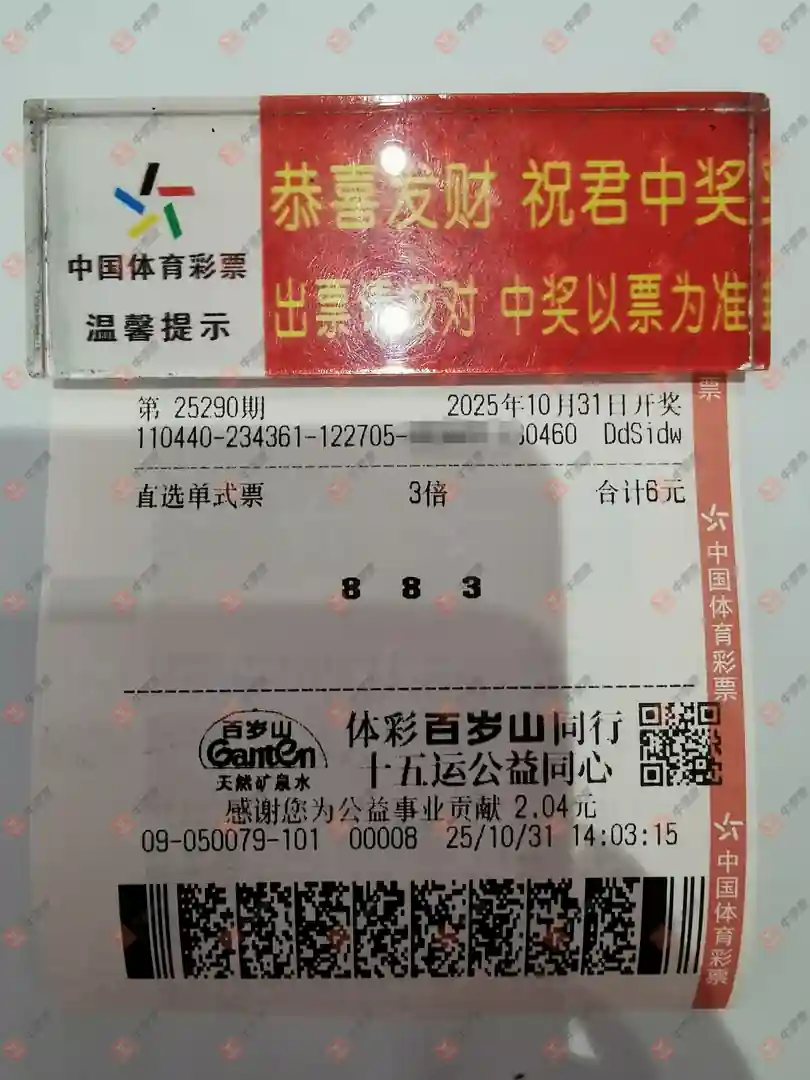 中国体育彩票
温馨提示
恭喜发财 祝君中奖
出票 核对 中奖以票为准
票
第 25290期 2025年10月31日开奖
110440-234361-122705- 0460 DdSidw
直选单式票 3倍 合计6元
8 8 3
中国体育彩票
百岁山
Ganten
天然矿泉水
体彩百岁山同行
十五运公益同心
感谢您为公益事业贡献 2.04元
09-050079-101 00008 25/10/31 14:03:15
中国体育彩票